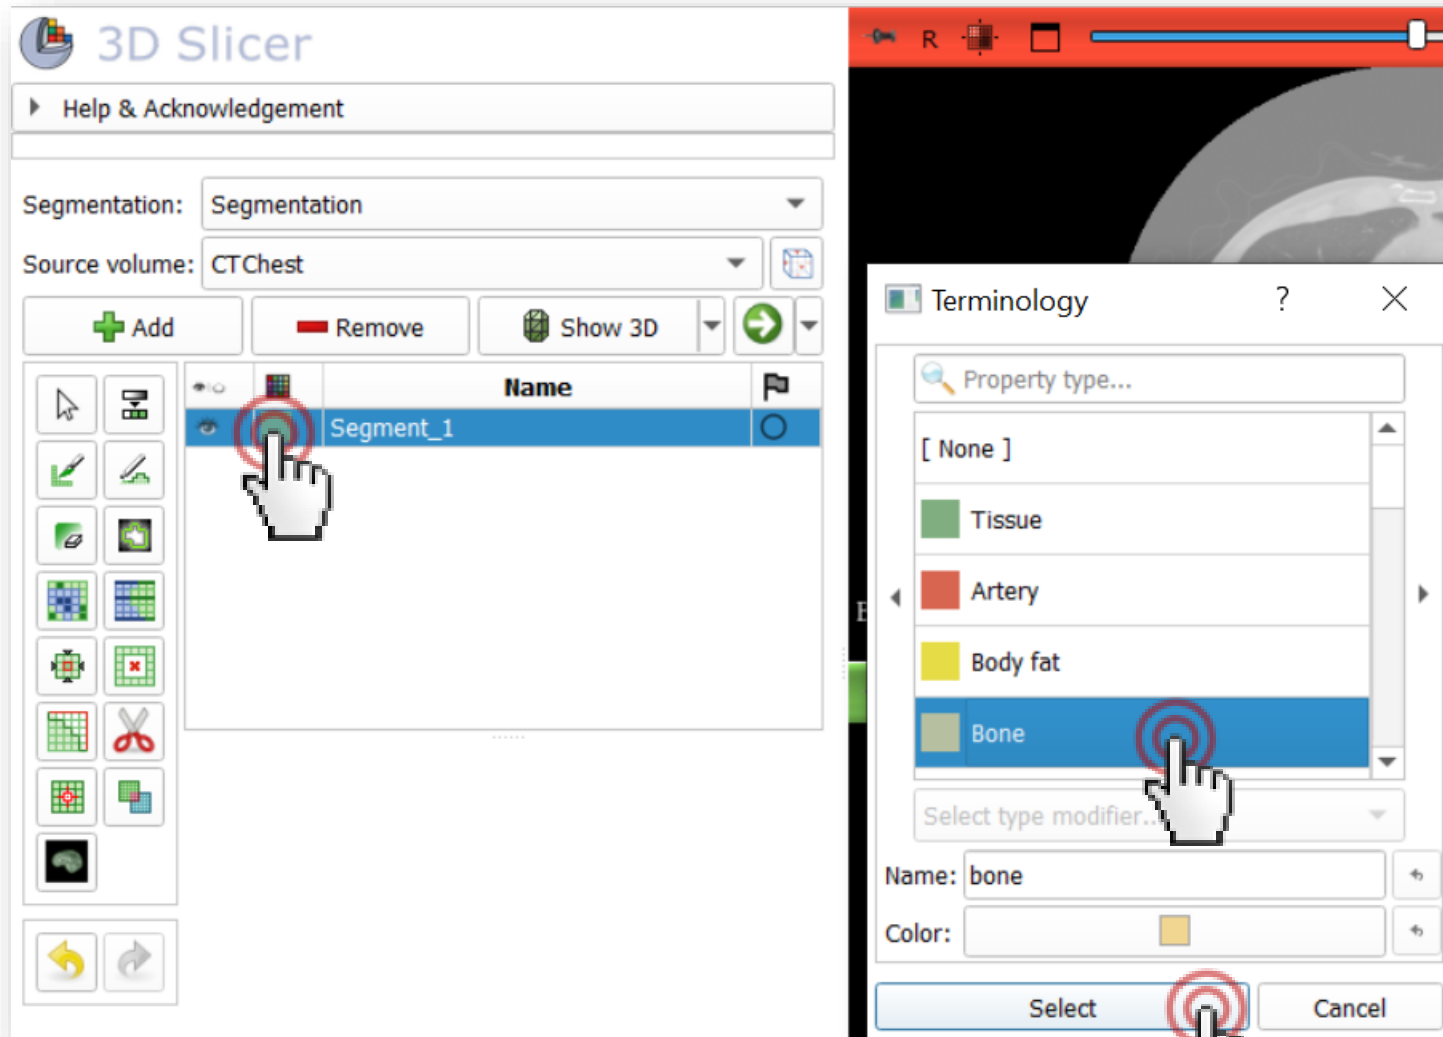 3D Slicer
Help & Acknowledgement
Segmentation: Segmentation
Source volume: CTChest
Add Remove Show 3D
Name
Segment_1
R
Terminology ?
Property type...
[ None ]
Tissue
Artery
Body fat
Bone
Select type modifier...
Name: bone
Color:
Select Cancel